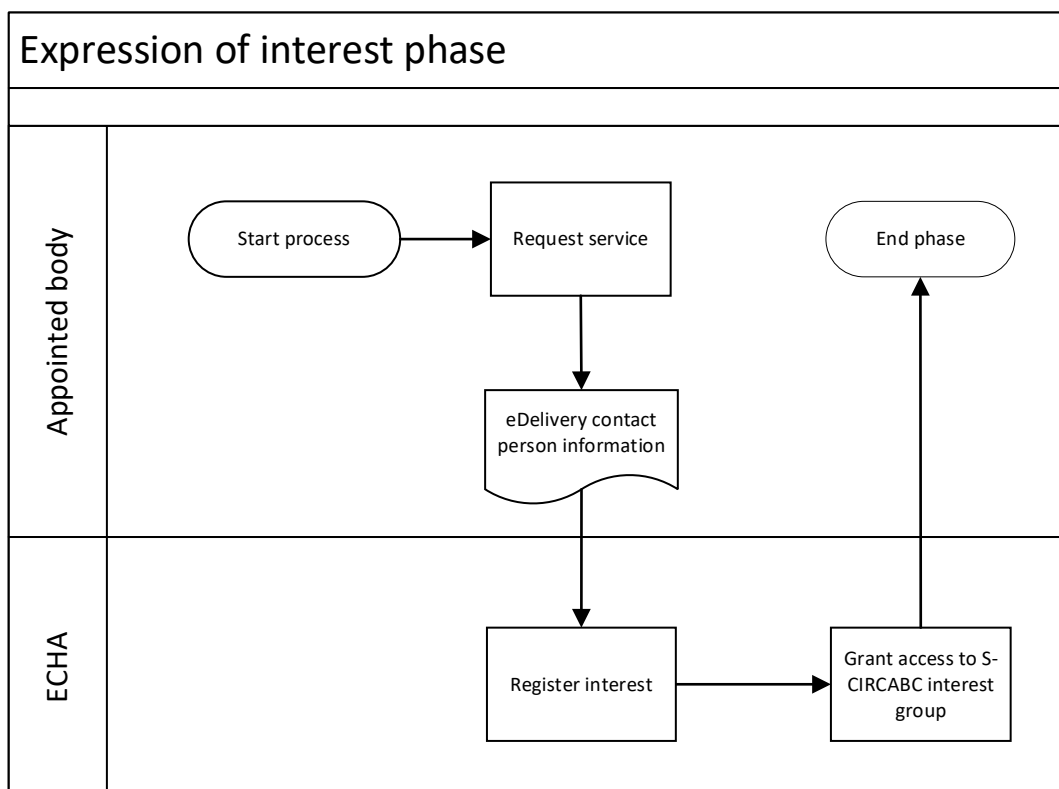 Expression of interest phase
Appointed body
Start process
Request service
End phase
eDelivery contact
person information
ECHA
Register interest
Grant access to S-
CIRCABC interest
group